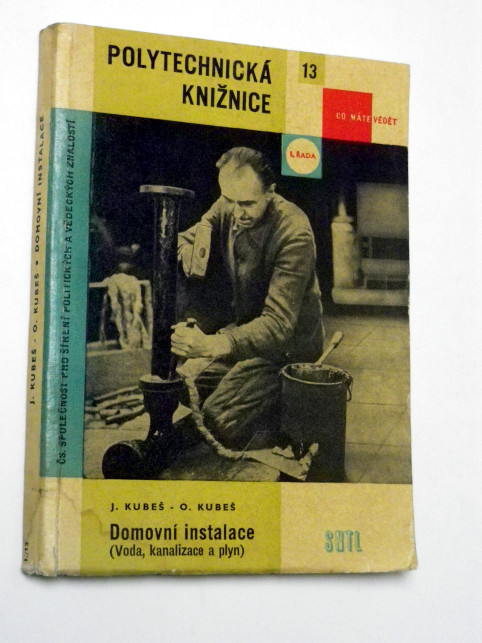 POLYTECHNICKÁ
KNIŽNICE
13
CO MÁTE VĚDĚT
I. ŘADA
ČS. SPOLEČNOST PRO ŠÍŘENÍ POLITICKÝCH A VĚDECKÝCH ZNALOSTÍ
J. KUBEŠ - O. KUBEŠ • DOMOVNÍ INSTALACE
I/13
J. KUBEŠ - O. KUBEŠ
Domovní instalace
(Voda, kanalizace a plyn)
SNTL